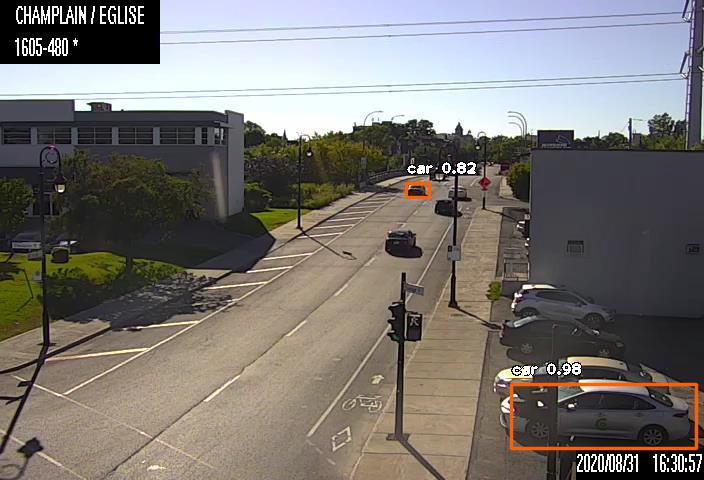 CHAMPLAIN / EGLISE
1605-480 *
car 0.82
car 0.98
2020/08/31 16:30:57